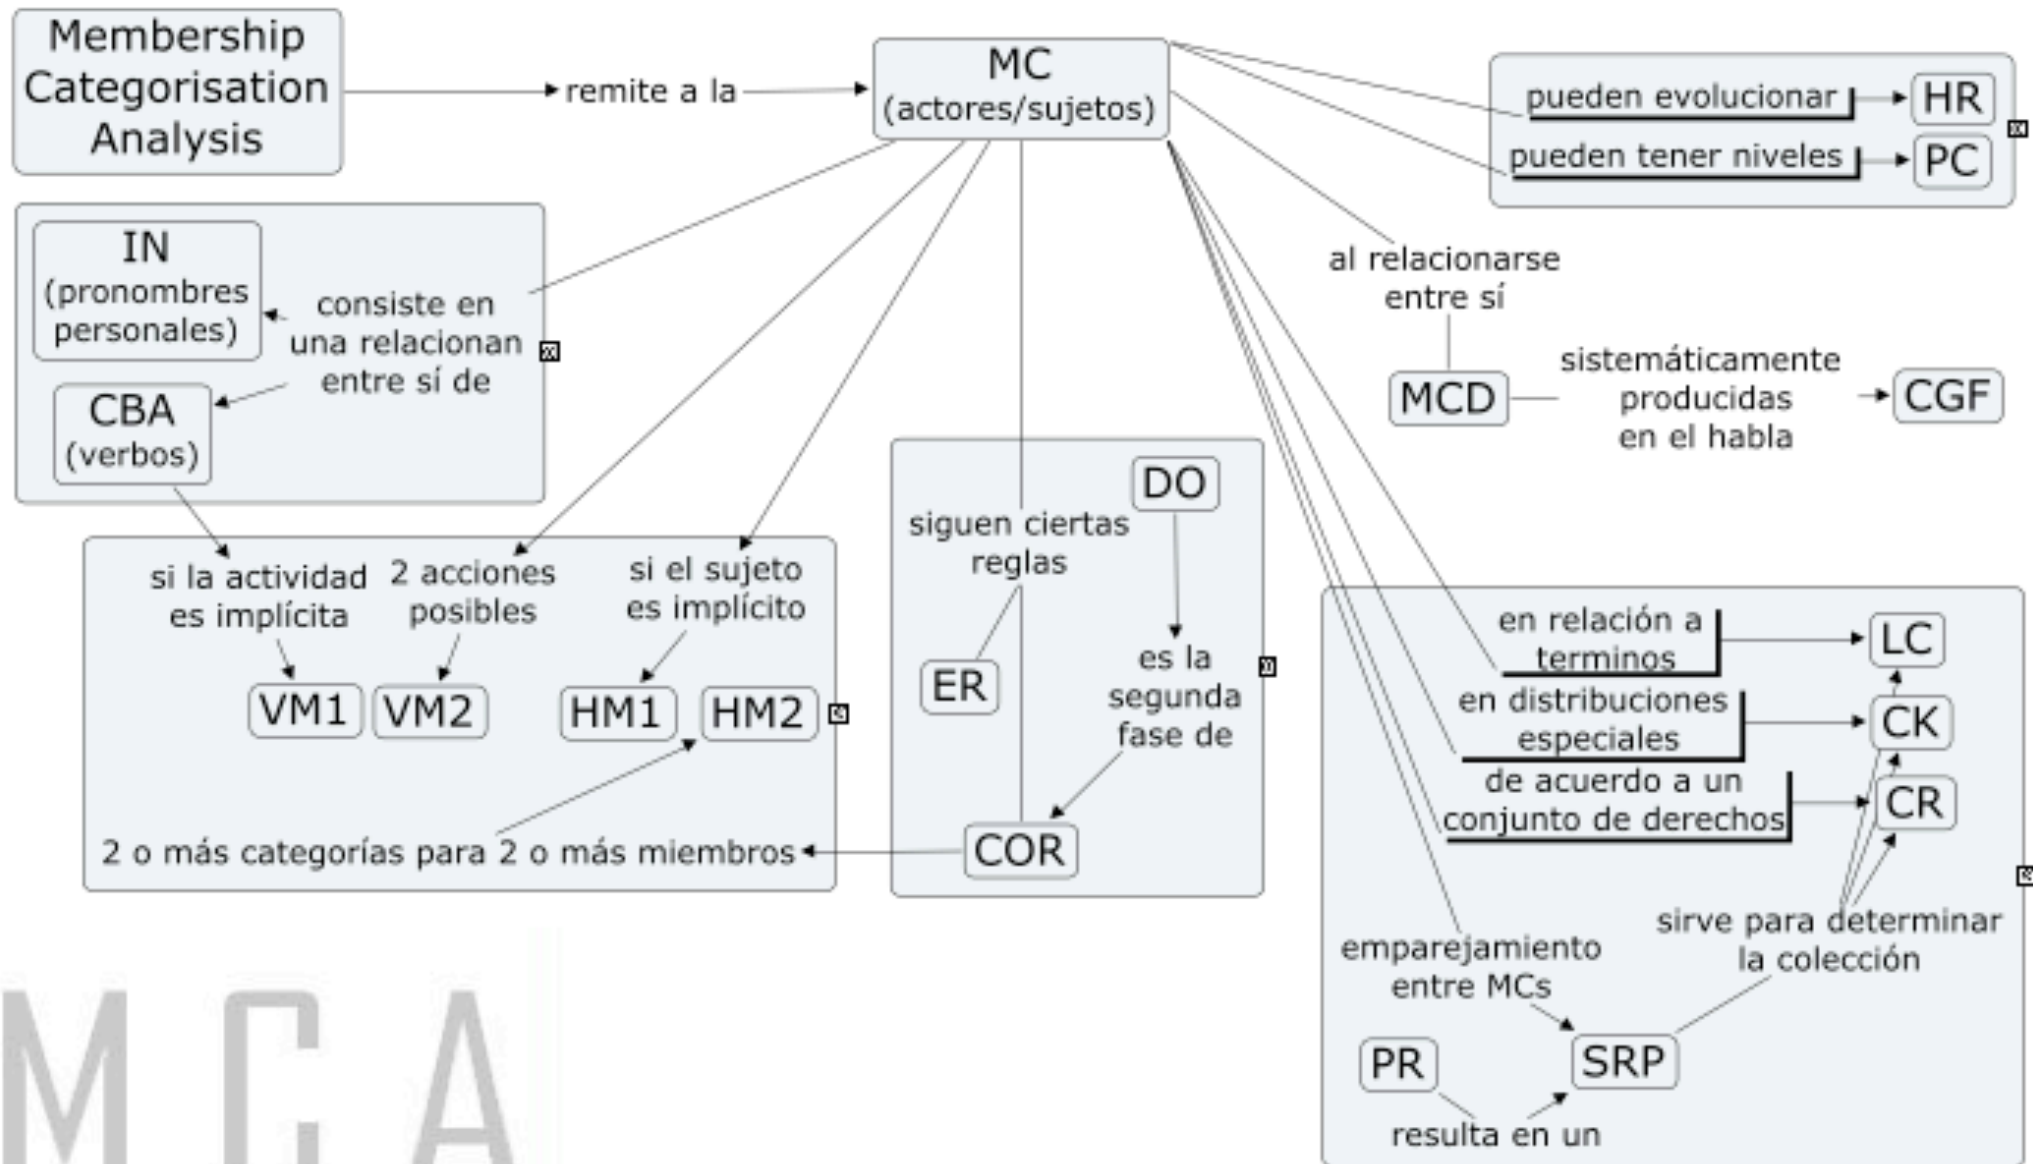 Membership
Categorisation
Analysis
remite a la
MC
(actores/sujetos)
pueden evolucionar
HR
pueden tener niveles
PC
IN
(pronombres
personales)
consiste en
una relacionan
entre sí de
CBA
(verbos)
al relacionarse
entre sí
MCD
sistemáticamente
producidas
en el habla
CGF
si la actividad
es implícita
2 acciones
posibles
si el sujeto
es implícito
VM1
VM2
HM1
HM2
2 o más categorías para 2 o más miembros
siguen ciertas
reglas
DO
ER
es la
segunda
fase de
COR
en relación a
terminos
LC
en distribuciones
especiales
CK
de acuerdo a un
conjunto de derechos
CR
sirve para determinar
la colección
emparejamiento
entre MCs
PR
SRP
resulta en un
MCA